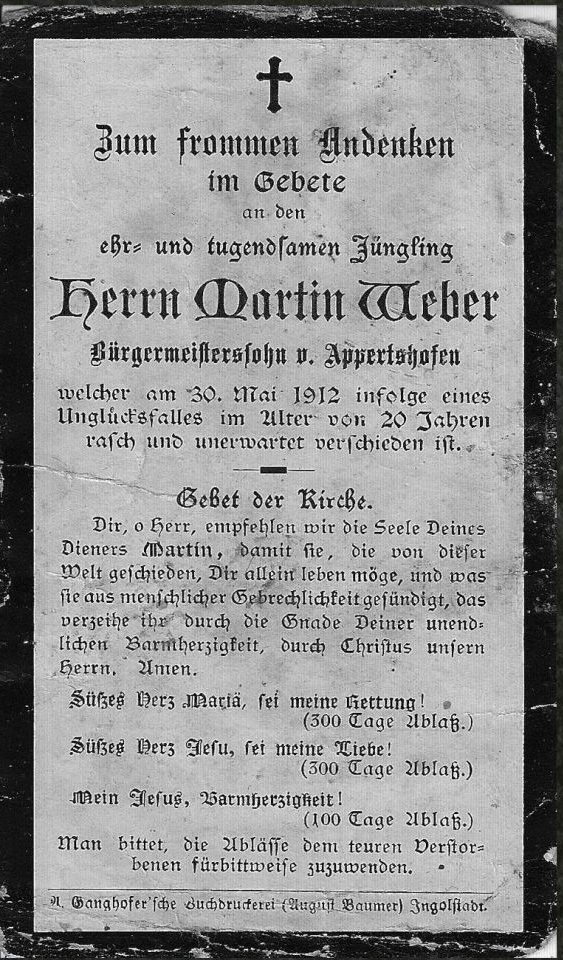 Zum frommen Andenken
im Gebete
an den
ehr- und tugendsamen Jüngling
Herrn Martin Weber
Bürgermeisterssohn v. Appertshofen
welcher am 30. Mai 1912 infolge eines
Unglücksfalles im Alter von 20 Jahren
rasch und unerwartet verschieden ist.
Gebet der Kirche.
Dir, o Herr, empfehlen wir die Seele Deines
Dieners Martin, damit sie, die von dieser
Welt geschieden, Dir allein leben möge, und was
sie aus menschlicher Gebrechlichkeit gesündigt, das
verzeihe ihr durch die Gnade Deiner unend-
lichen Barmherzigkeit, durch Christus unsern
Herrn. Amen.
Süßes Herz Mariä, sei meine Rettung!
(300 Tage Ablaß.)
Süßes Herz Jesu, sei meine Liebe!
(300 Tage Ablaß.)
Mein Jesus, Barmherzigkeit!
(100 Tage Ablaß.)
Man bittet, die Ablässe dem teuren Verstor-
benen fürbittweise zuzuwenden.
A. Ganghofer'sche Buchdruckerei (August Baumer) Ingolstadt.